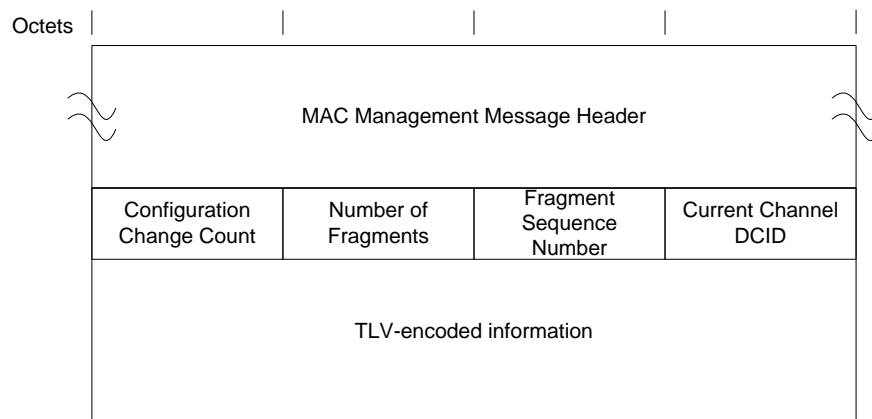 Octets
MAC Management Message Header
Configuration
Change Count
Number of
Fragments
Fragment
Sequence
Number
Current Channel
DCID
TLV-encoded information